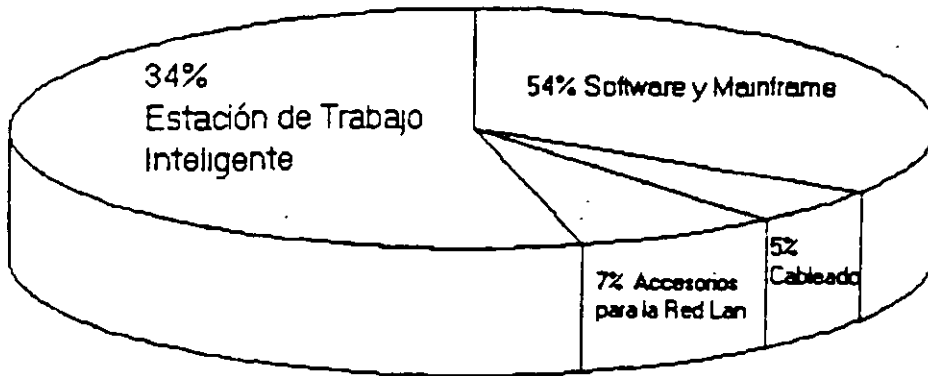 34%
Estación de Trabajo
Inteligente
54% Software y Mainframe
7% Accesorios
para la Red Lan
5%
Cableado